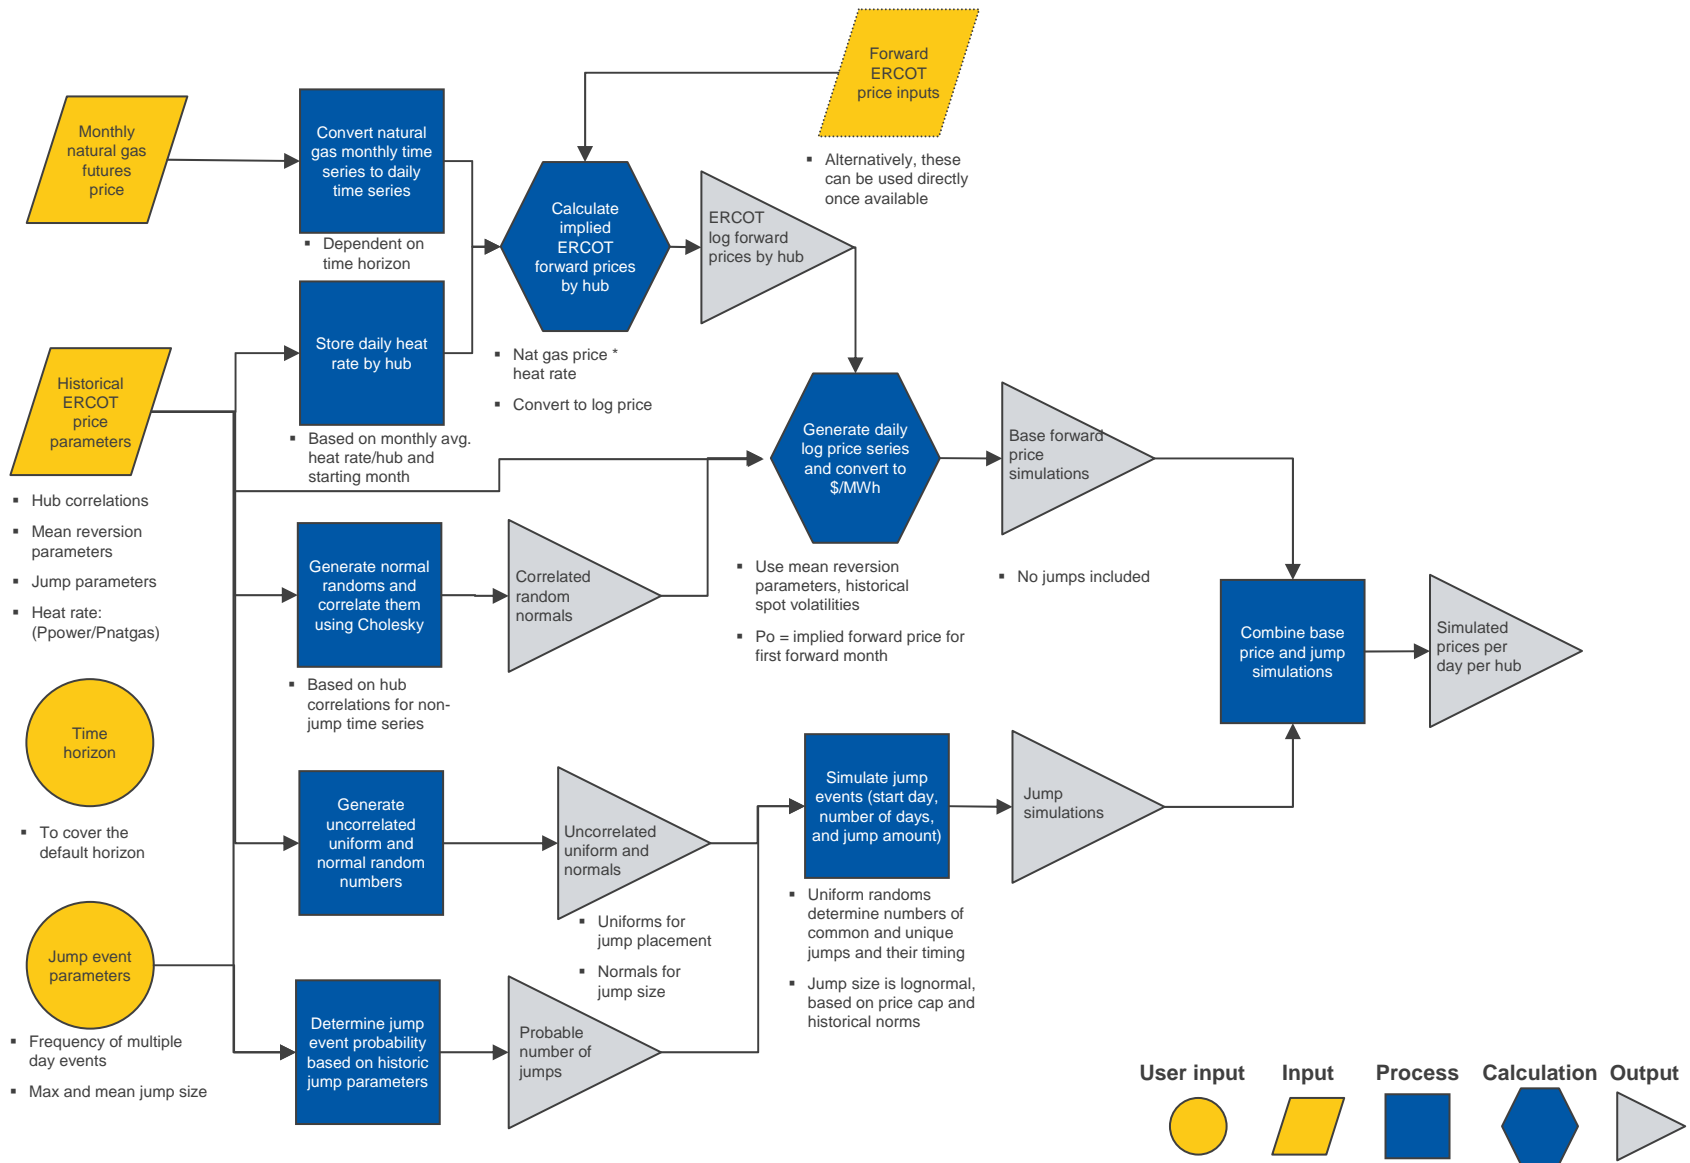 Forward
ERCOT
price inputs
▪ Alternatively, these
can be used directly
once available
Monthly
natural gas
futures
price
Convert natural
gas monthly time
series to daily
time series
▪ Dependent on
time horizon
Calculate
implied
ERCOT
forward prices
by hub
▪ Nat gas price *
heat rate
▪ Convert to log price
ERCOT
log forward
prices by hub
Store daily heat
rate by hub
▪ Based on monthly avg.
heat rate/hub and
starting month
Historical
ERCOT
price
parameters
▪ Hub correlations
▪ Mean reversion
parameters
▪ Jump parameters
▪ Heat rate:
(Ppower/Pnatgas)
Generate daily
log price series
and convert to
$/MWh
▪ Use mean reversion
parameters, historical
spot volatilities
▪ Po = implied forward price for
first forward month
Base forward
price
simulations
▪ No jumps included
Generate normal
randoms and
correlate them
using Cholesky
▪ Based on hub
correlations for non-
jump time series
Correlated
random
normals
Combine base
price and jump
simulations
Simulated
prices per
day per hub
Time
horizon
▪ To cover the
default horizon
Generate
uncorrelated
uniform and
normal random
numbers
Uncorrelated
uniform and
normals
▪ Uniforms for
jump placement
▪ Normals for
jump size
Simulate jump
events (start day,
number of days,
and jump amount)
▪ Uniform randoms
determine numbers of
common and unique
jumps and their timing
▪ Jump size is lognormal,
based on price cap and
historical norms
Jump
simulations
Jump event
parameters
▪ Frequency of multiple
day events
▪ Max and mean jump size
Determine jump
event probability
based on historic
jump parameters
Probable
number of
jumps
User input Input Process Calculation Output